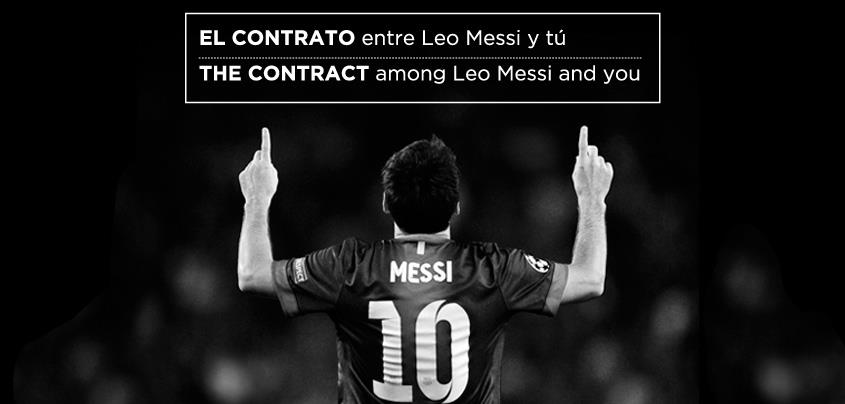 EL CONTRATO entre Leo Messi y tú
THE CONTRACT among Leo Messi and you
MESSI
10